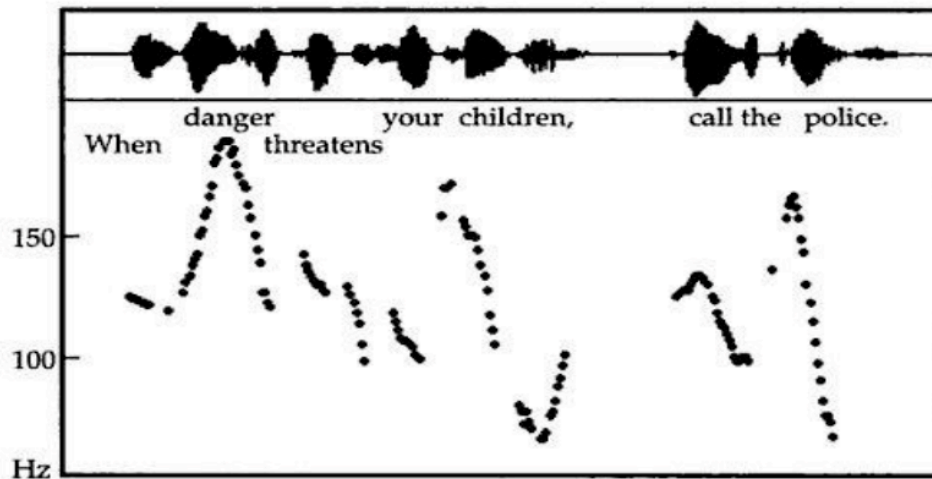 danger your children, call the police.
When threatens
150
100
Hz